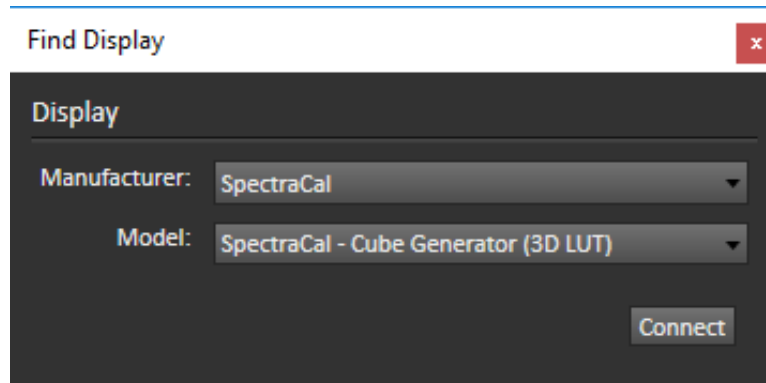 Find Display
x
Display
Manufacturer: SpectraCal
Model: SpectraCal - Cube Generator (3D LUT)
Connect